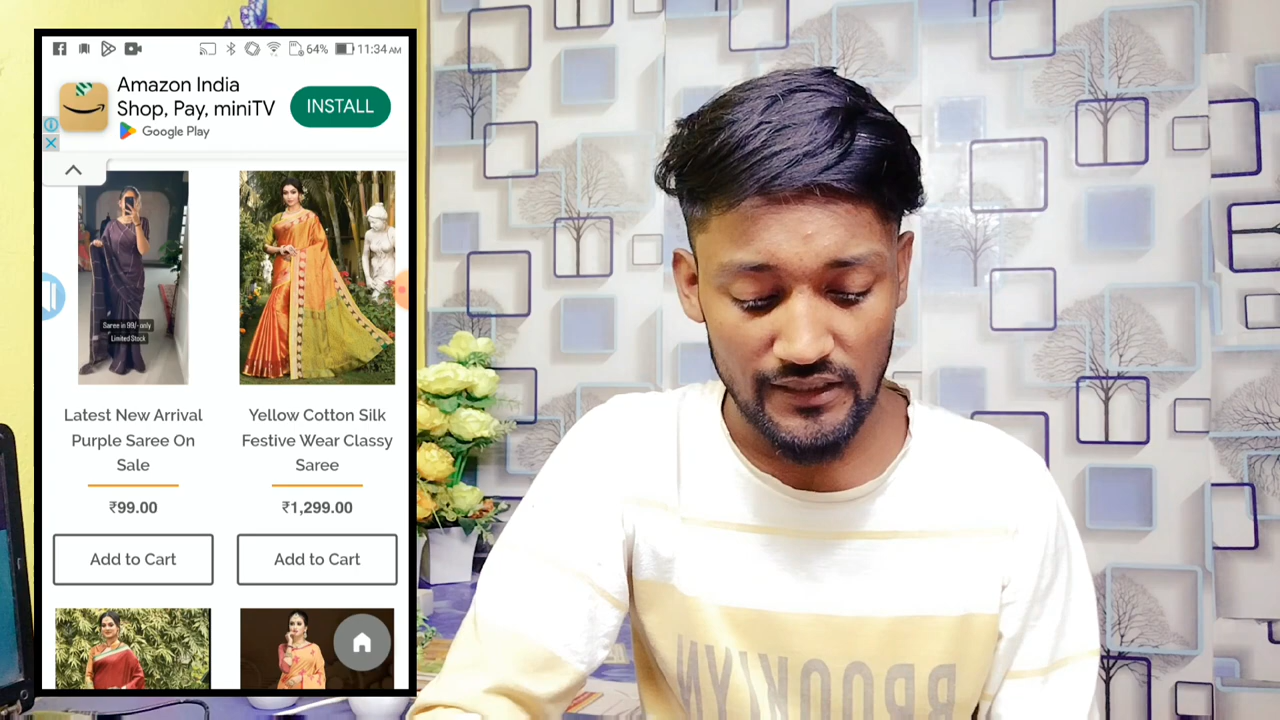 64% 11:34 AM
Amazon India
Shop, Pay, miniTV
Google Play
INSTALL
Saree in 99/- only
Limited Stock
Latest New Arrival
Purple Saree On
Sale
₹99.00
Add to Cart
Yellow Cotton Silk
Festive Wear Classy
Saree
₹1,299.00
Add to Cart
BROOKLYN